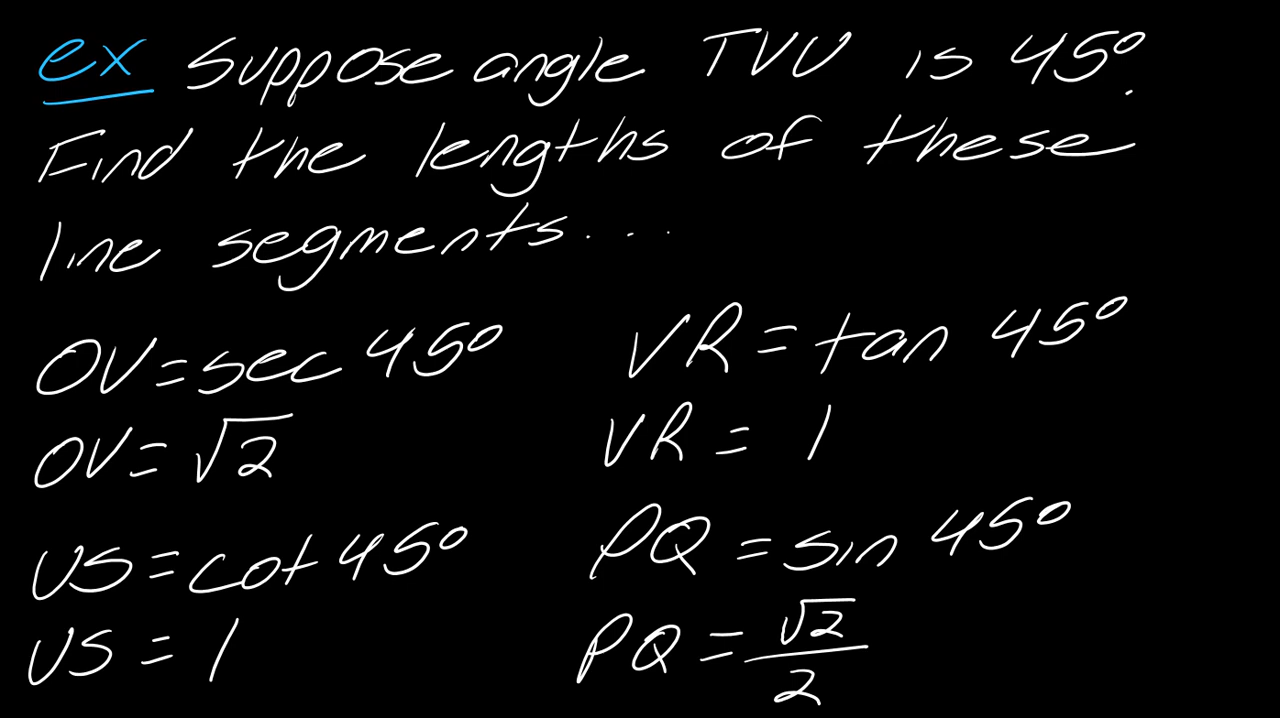 ex Suppose angle TVU is 45°.
Find the lengths of these
line segments...
OV = sec 45°
OV = √2
US = cot 45°
US = 1
VR = tan 45°
VR = 1
PQ = sin 45°
PQ = √2/2